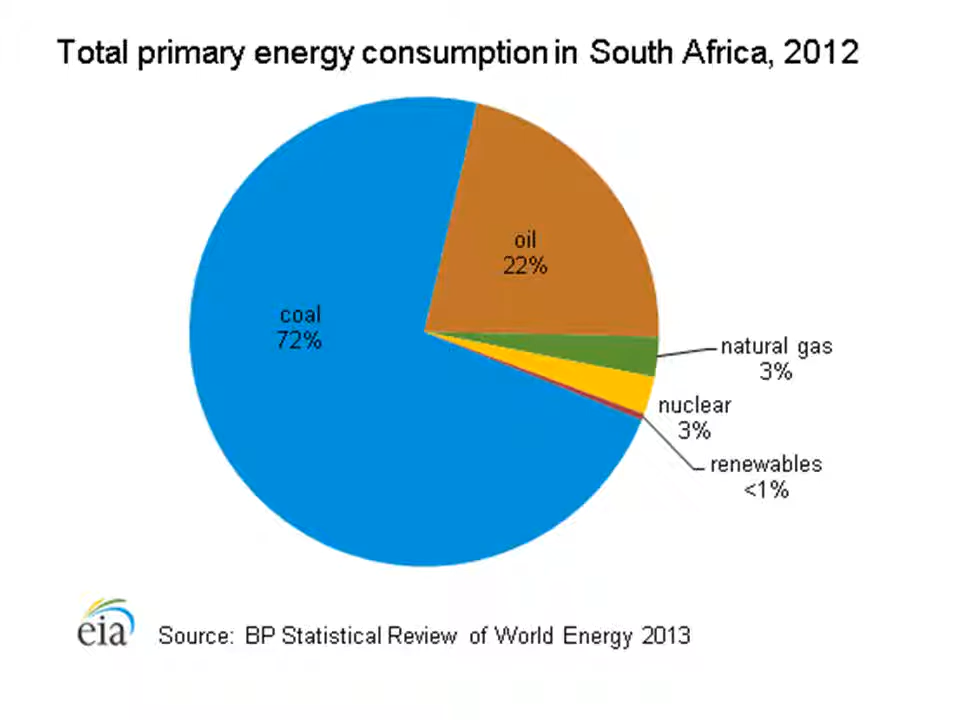 Total primary energy consumption in South Africa, 2012
oil
22%
coal
72%
natural gas
3%
nuclear
3%
renewables
<1%
eia
Source: BP Statistical Review of World Energy 2013